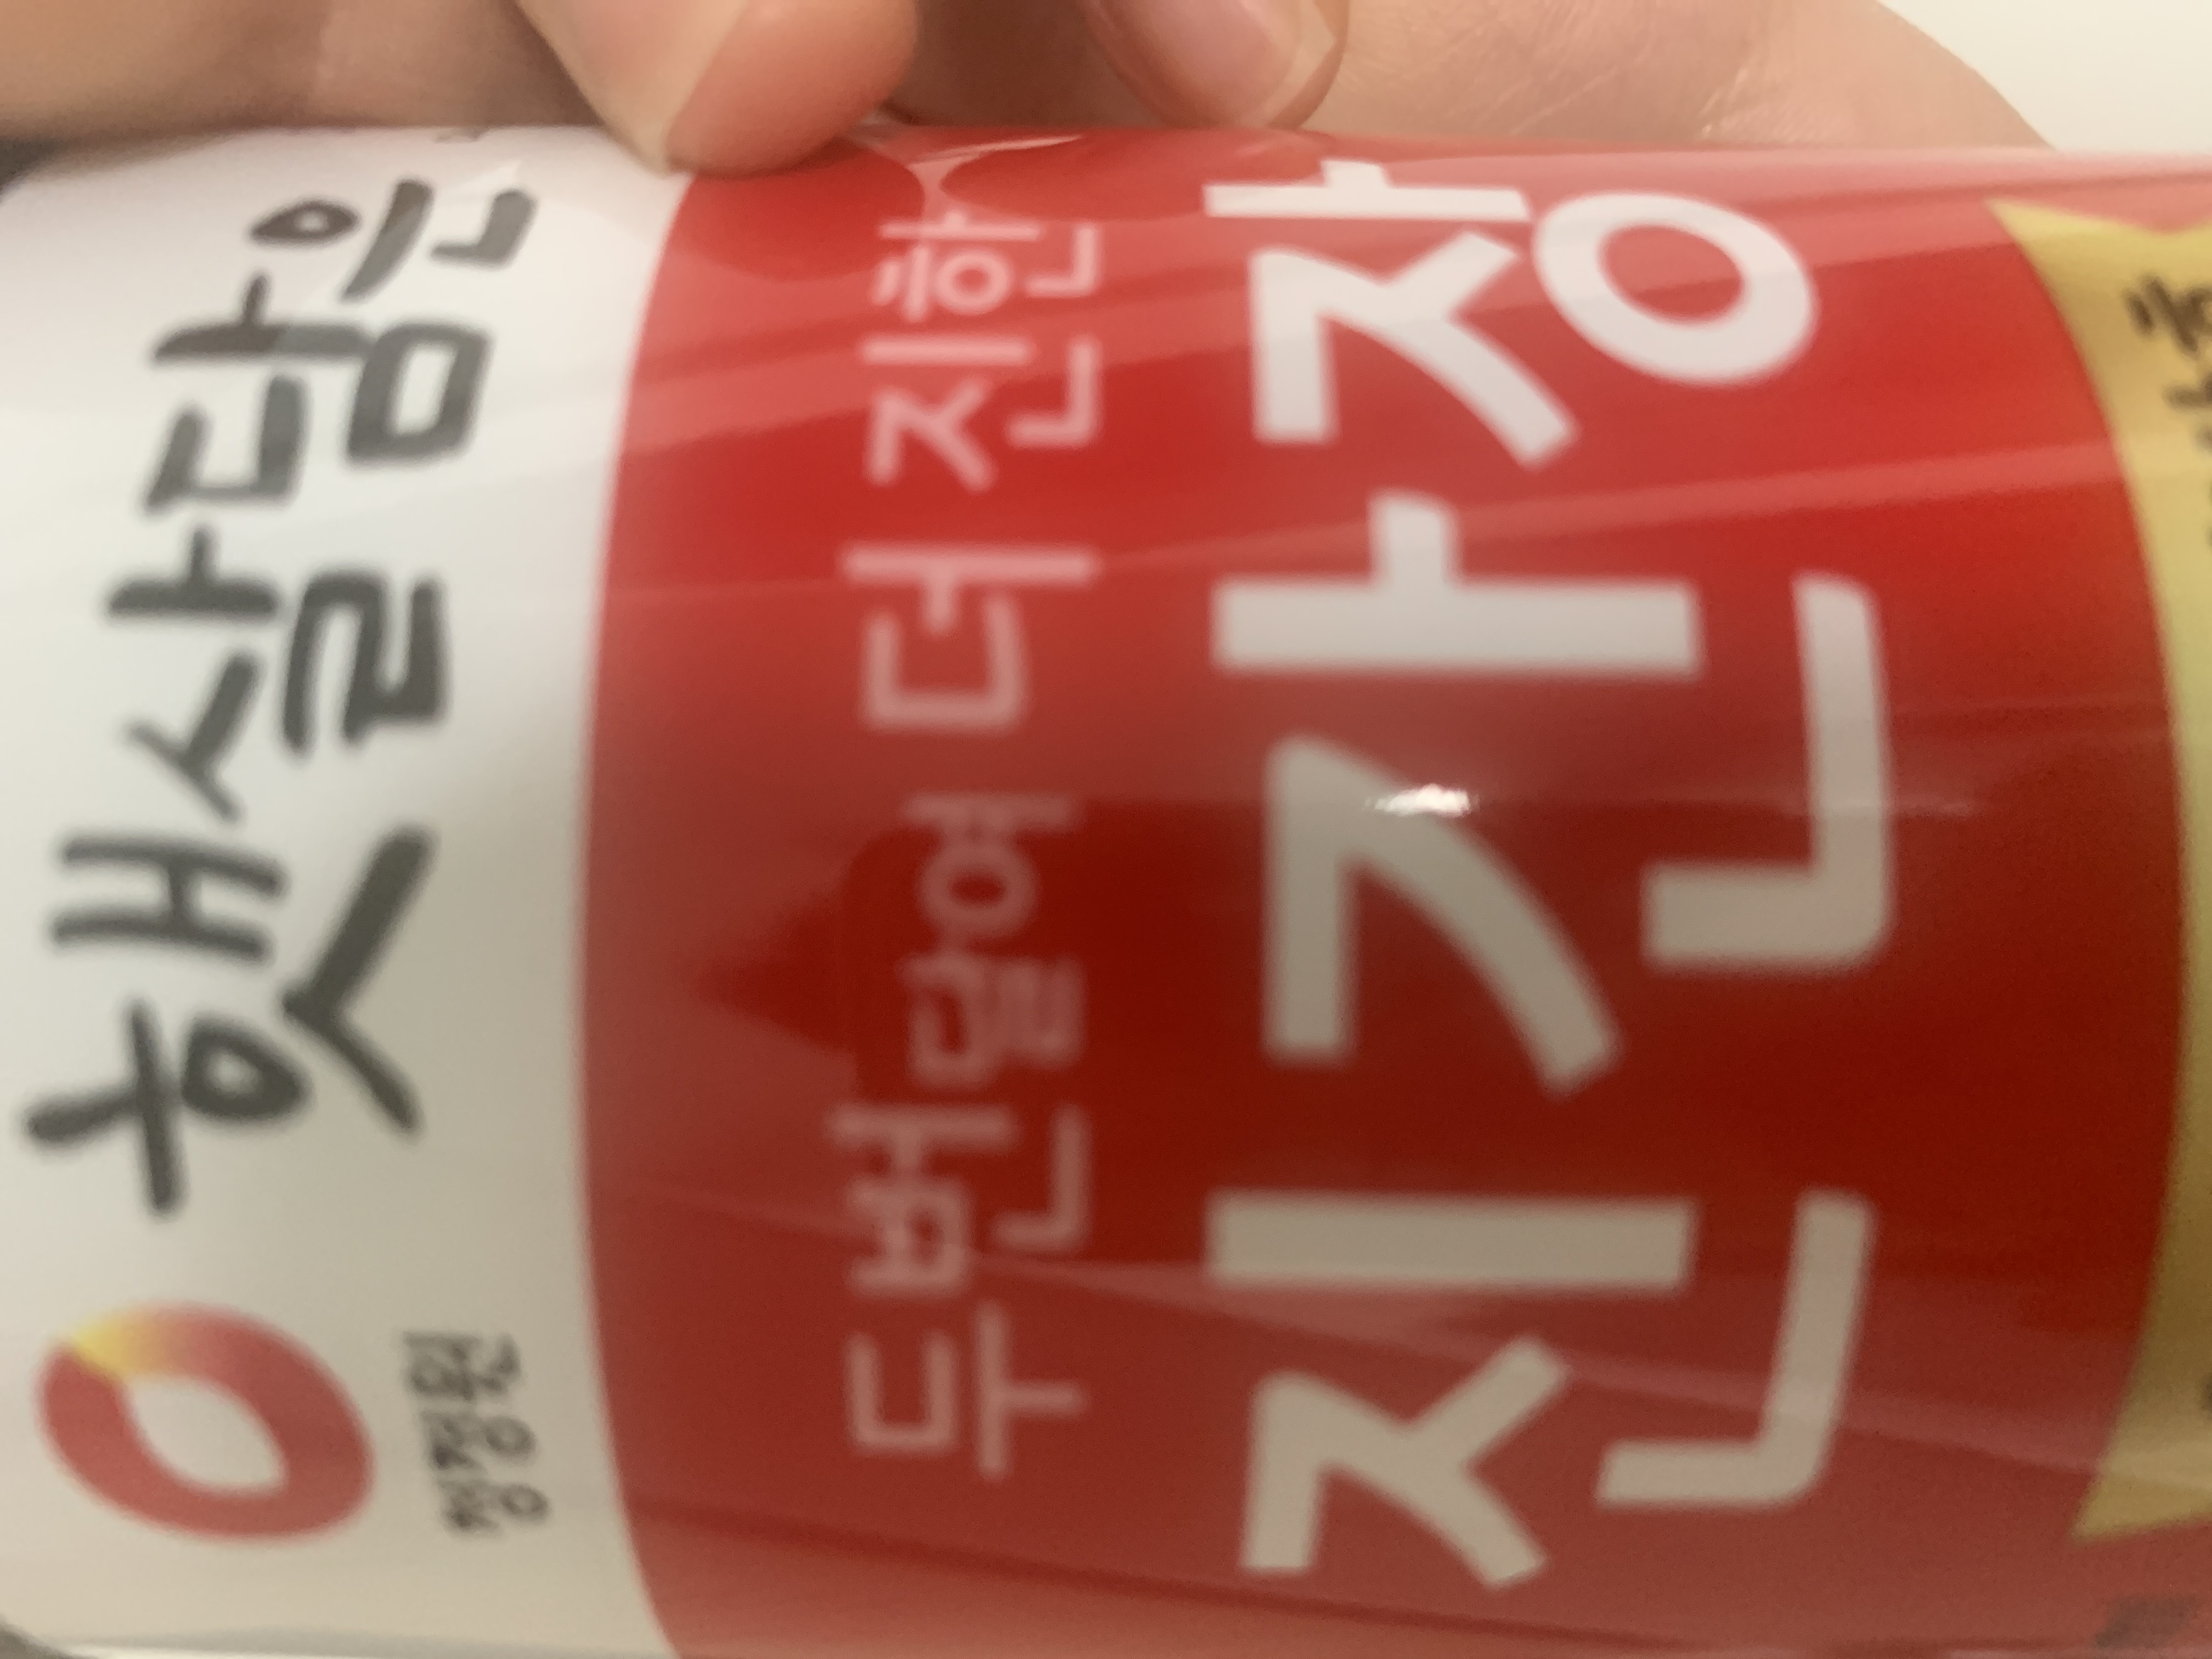 청정원
햇살담은
두번달여 더 진한
진간장